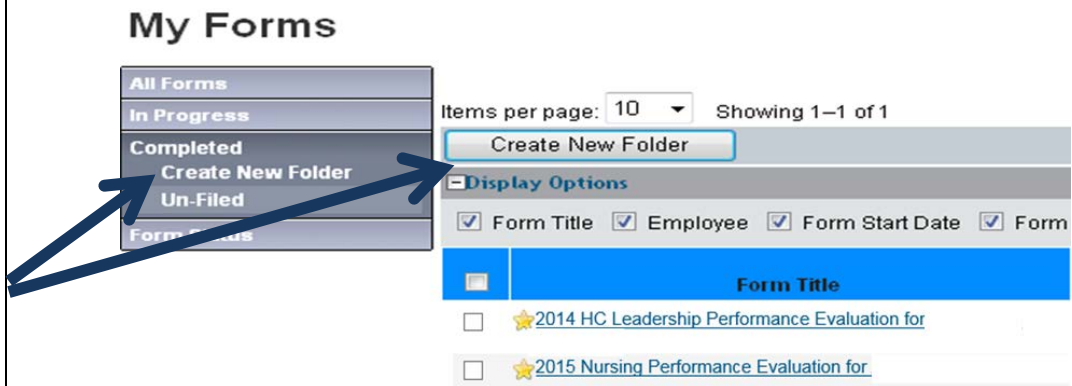 My Forms
All Forms
In Progress
Completed
Create New Folder
Un-Filed
Form Status
Items per page: 10 Showing 1–1 of 1
Create New Folder
Display Options
Form Title Employee Form Start Date Form
Form Title
2014 HC Leadership Performance Evaluation for
2015 Nursing Performance Evaluation for